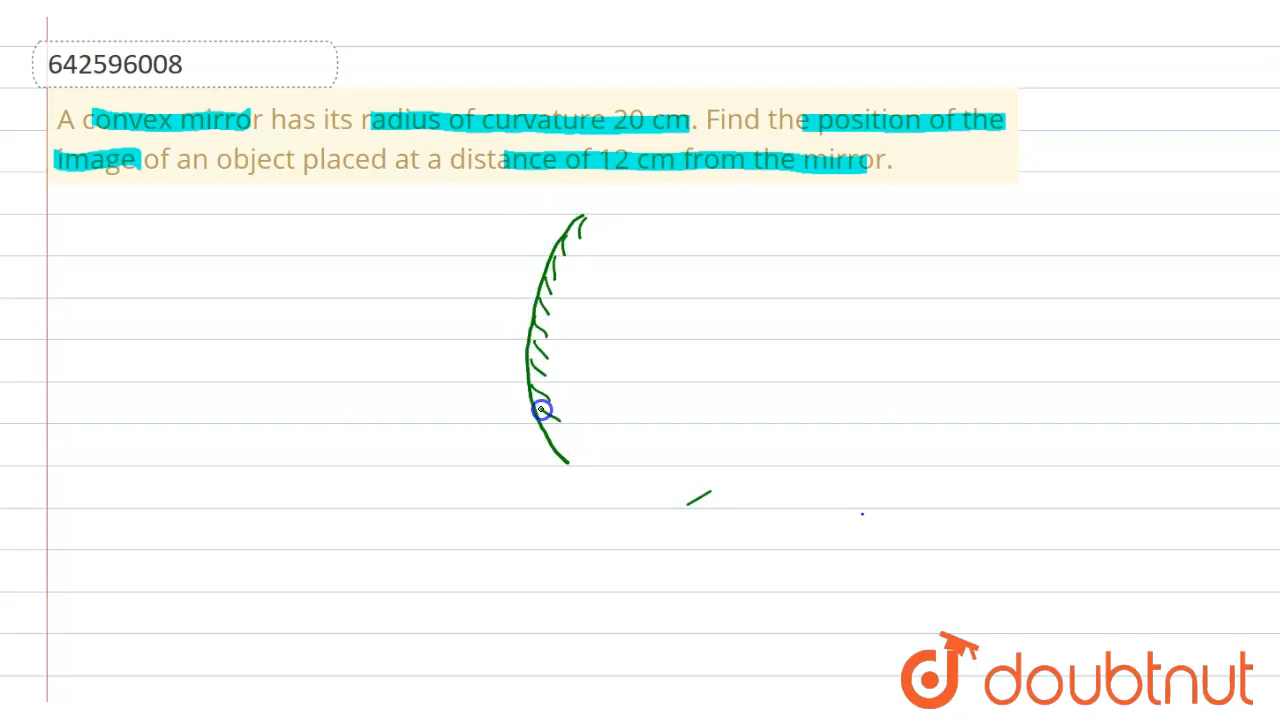 642596008
A convex mirror has its radius of curvature 20 cm. Find the position of the
image of an object placed at a distance of 12 cm from the mirror.
doubtnut